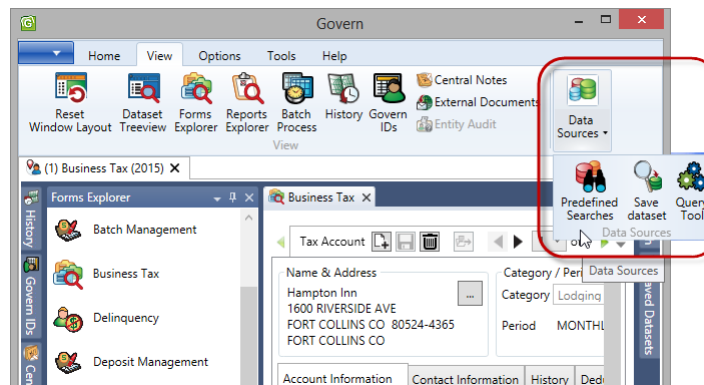 Govern
Home View Options Tools Help
Reset Window Layout
Dataset Treeview
Forms Explorer
Reports Explorer
Batch Process
History
Govern IDs
Central Notes
External Documents
Entity Audit
View
Data Sources
(1) Business Tax (2015)
Predefined Searches
Save dataset
Query
Data Sources
Data Sources
Forms Explorer
Business Tax
History
Govern IDs
Batch Management
Business Tax
Delinquency
Deposit Management
Tax Account
Name & Address
Hampton Inn
1600 RIVERSIDE AVE
FORT COLLINS CO 80524-4365
FORT COLLINS CO
...
Category
Category Lodging
Period
Account Information Contact Information History
Datasets